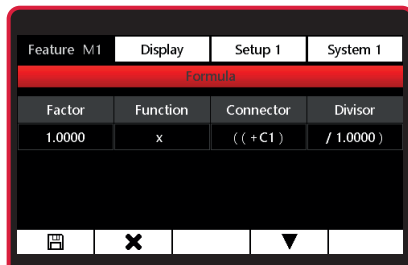 Feature M1 Display Setup 1 System 1
Formula
Factor Function Connector Divisor
1.0000 x ( ( +C1 ) / 1.0000 )